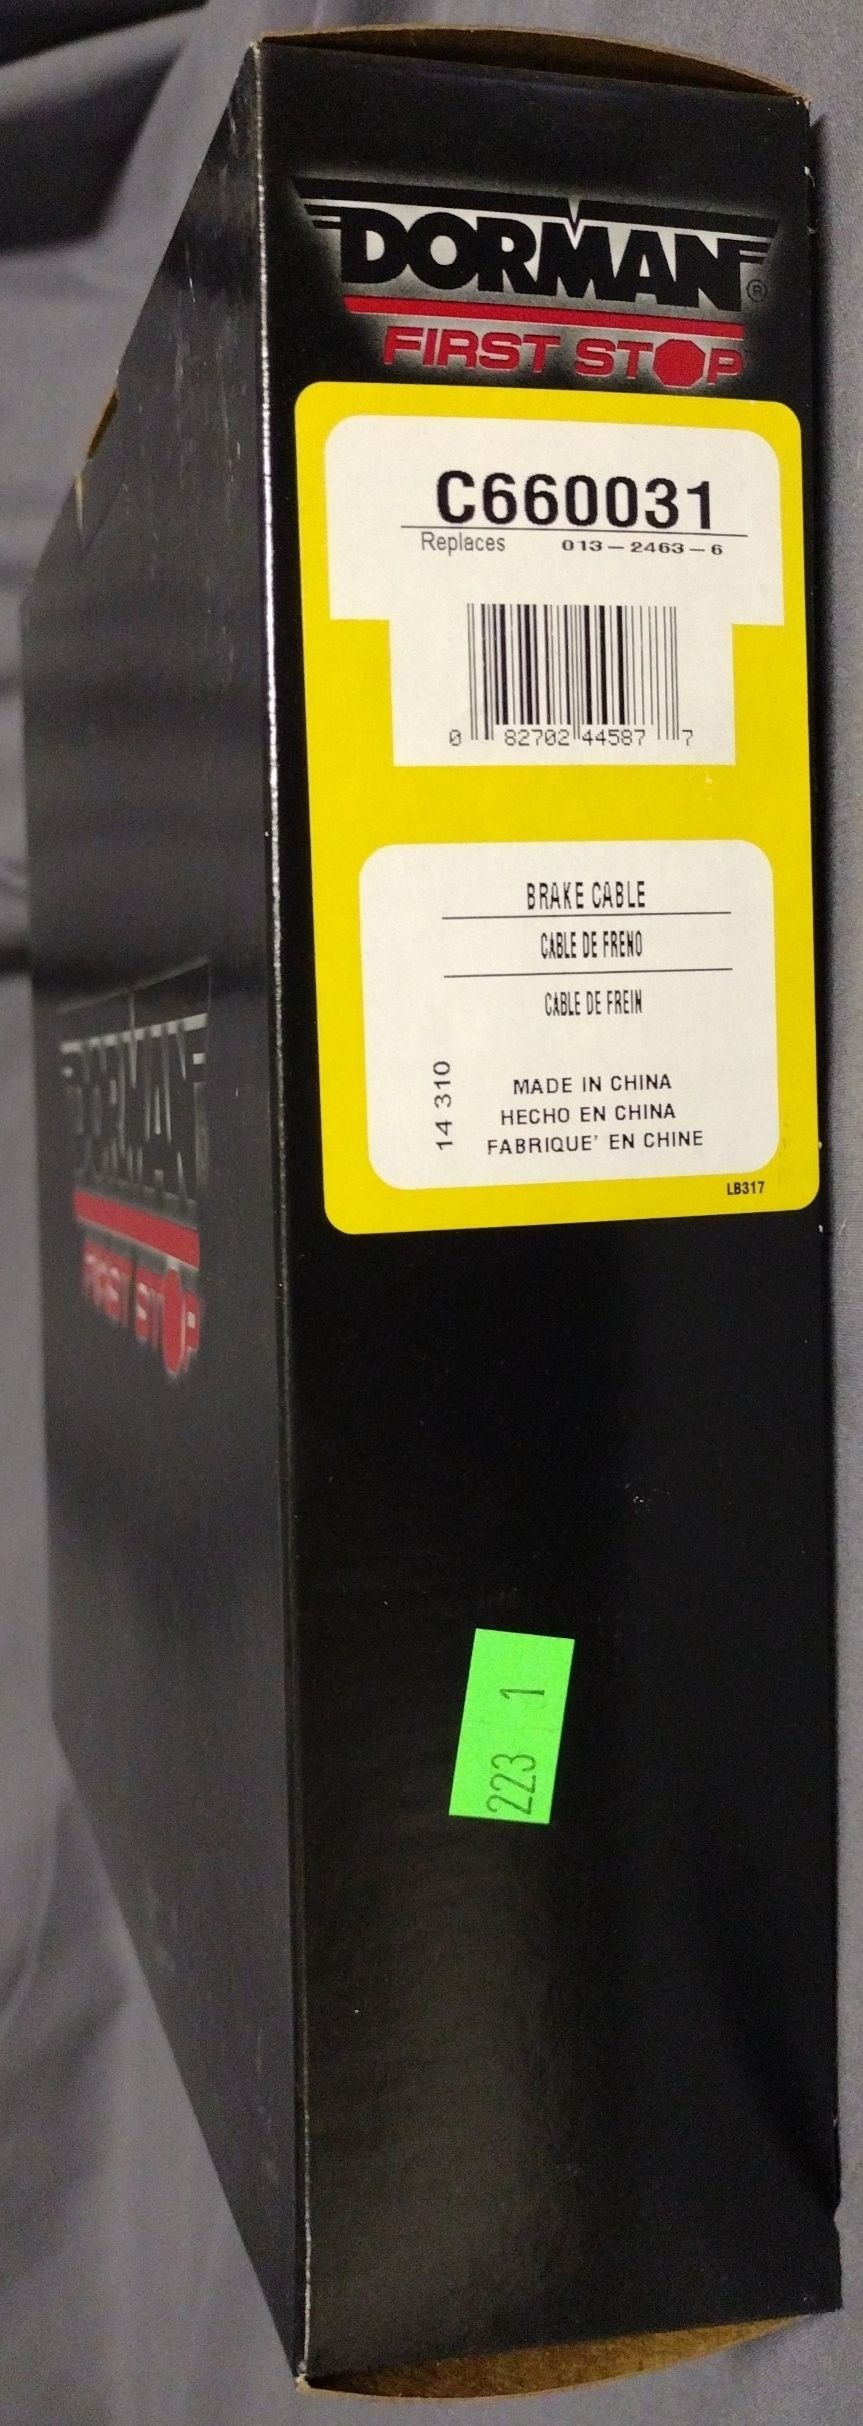 DORMAN®
FIRST STOP
C660031
Replaces 013-2463-6
0 82702 44587 7
BRAKE CABLE
CABLE DE FRENO
CABLE DE FREIN
14 310
MADE IN CHINA
HECHO EN CHINA
FABRIQUE' EN CHINE
LB317
223 1
DORMAN
FIRST STOP